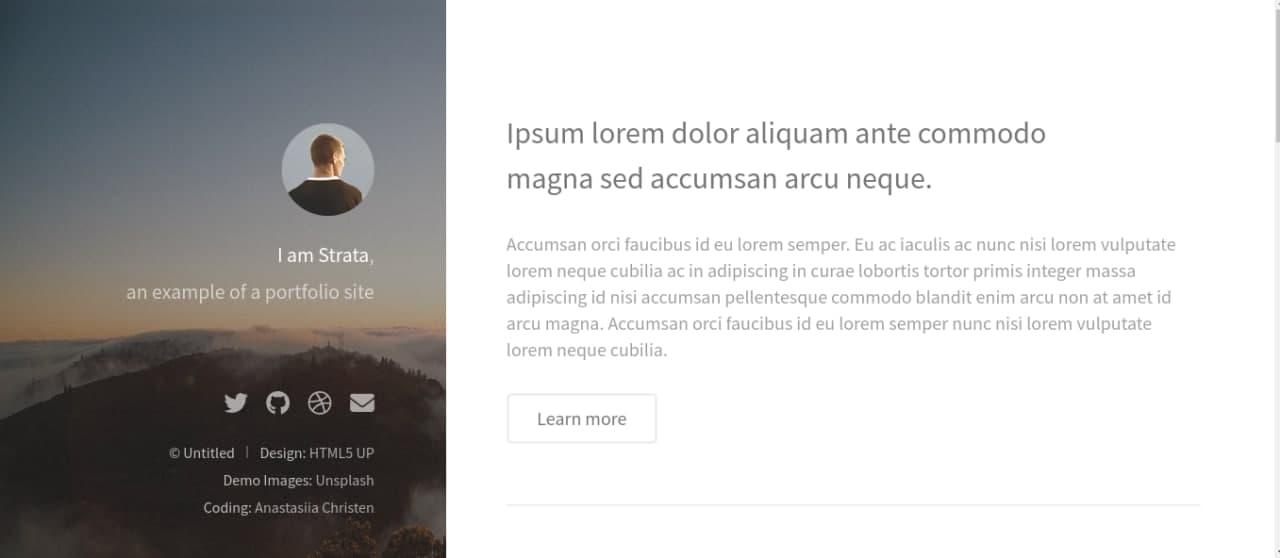 I am Strata,
an example of a portfolio site
© Untitled | Design: HTML5 UP
Demo Images: Unsplash
Coding: Anastasiia Christen
Ipsum lorem dolor aliquam ante commodo
magna sed accumsan arcu neque.
Accumsan orci faucibus id eu lorem semper. Eu ac iaculis ac nunc nisi lorem vulputate
lorem neque cubilia ac in adipiscing in curae lobortis tortor primis integer massa
adipiscing id nisi accumsan pellentesque commodo blandit enim arcu non at amet id
arcu magna. Accumsan orci faucibus id eu lorem semper nunc nisi lorem vulputate
lorem neque cubilia.
Learn more